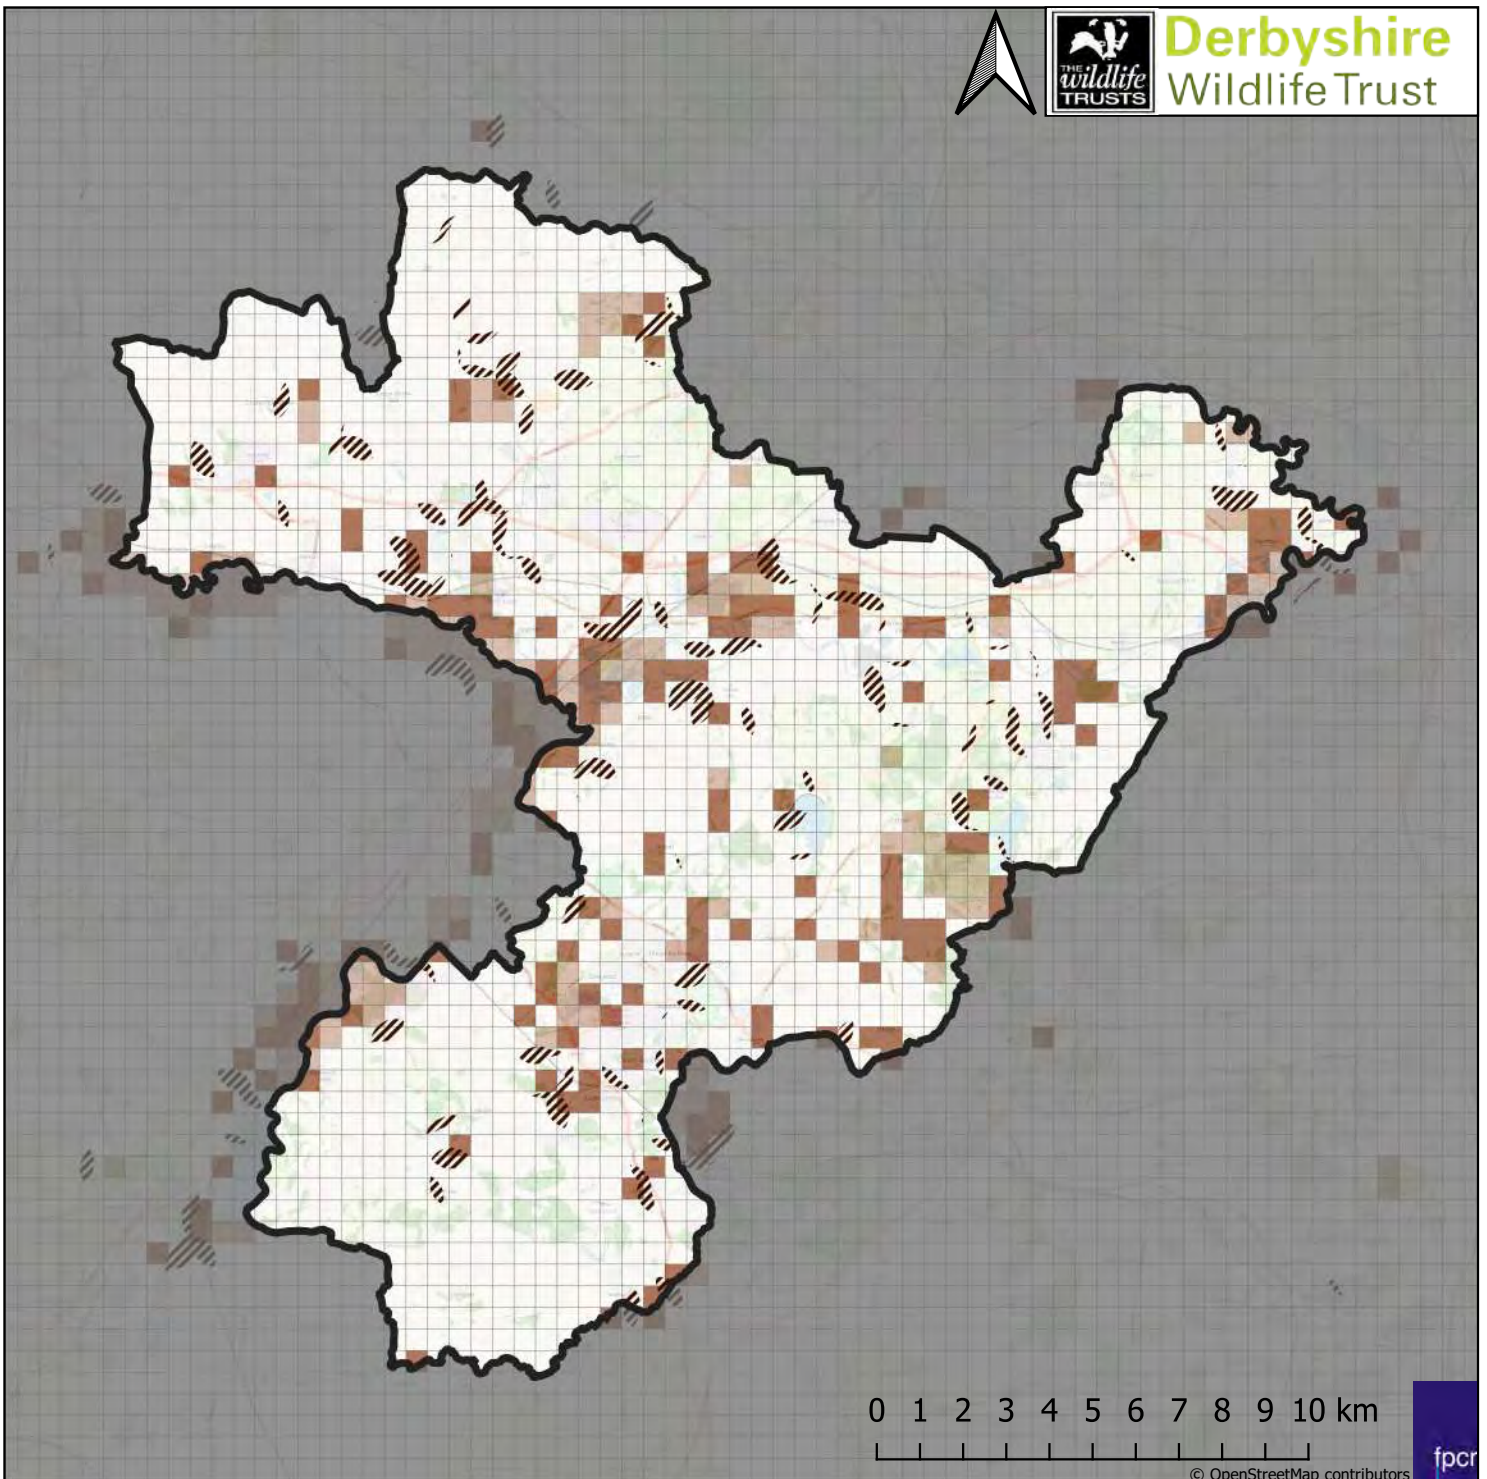 Derbyshire
Wildlife Trust
THE
wildlife
TRUSTS
0 1 2 3 4 5 6 7 8 9 10 km
© OpenStreetMap contributors
fpcr